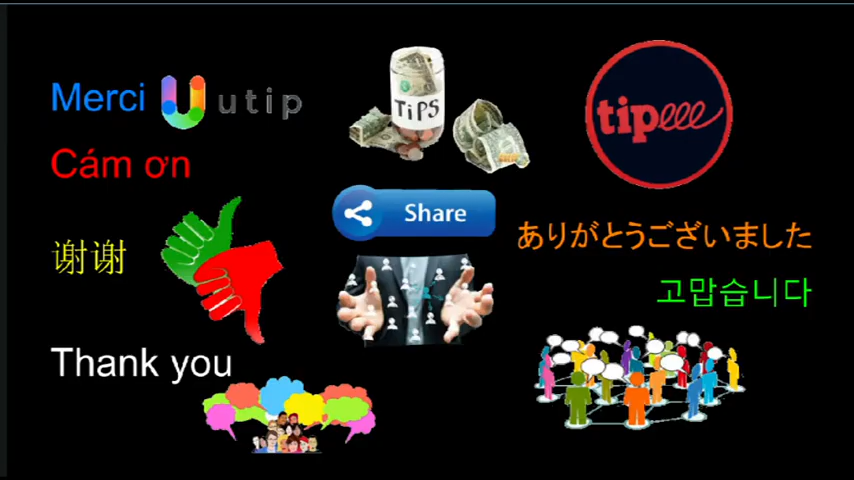 Merci
utip
TiPS
tipeee
Cám ơn
Share
ありがとうございました
谢谢
고맙습니다
Thank you